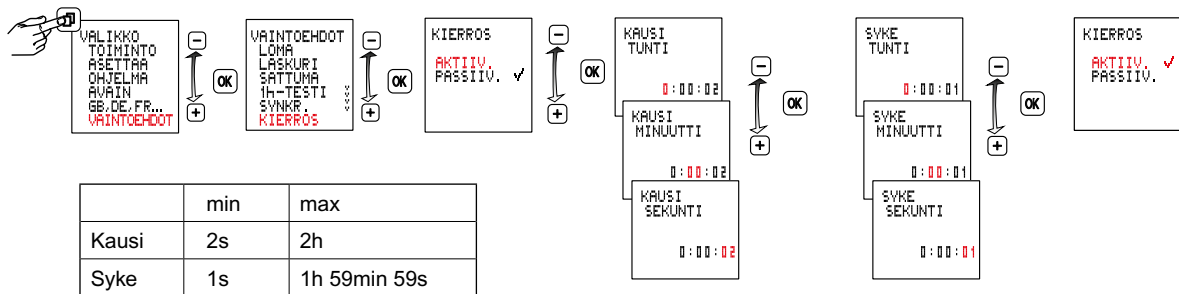 VALIKKO
TOIMINTO
ASETTAA
OHJELMA
AVAIN
GB,DE,FR...
VAINTOEHDOT
−
+
OK
VAINTOEHDOT
LOMA
LASKURI
SATTUMA
1h-TESTI
SYNKR.
KIERROS
−
+
OK
KIERROS
AKTIIV.
PASSIIV. ✓
−
+
OK
KAUSI
TUNTI
0:00:02
KAUSI
MINUUTTI
0:00:02
KAUSI
SEKUNTI
0:00:02
−
+
OK
SYKE
TUNTI
0:00:01
SYKE
MINUUTTI
0:00:01
SYKE
SEKUNTI
0:00:01
−
+
OK
KIERROS
AKTIIV. ✓
PASSIIV.
min max
Kausi 2s 2h
Syke 1s 1h 59min 59s